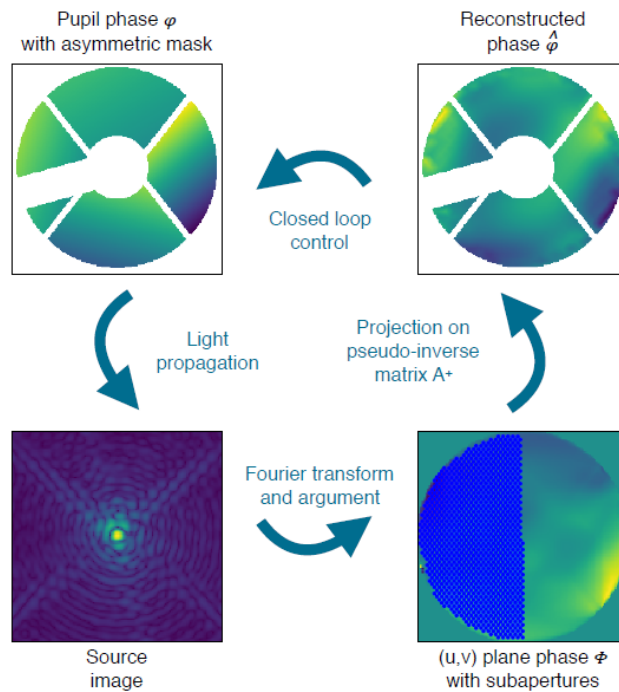 Pupil phase φ
with asymmetric mask
Reconstructed
phase φ̂
Closed loop
control
Light
propagation
Projection on
pseudo-inverse
matrix A+
Fourier transform
and argument
Source
image
(u,v) plane phase Φ
with subapertures